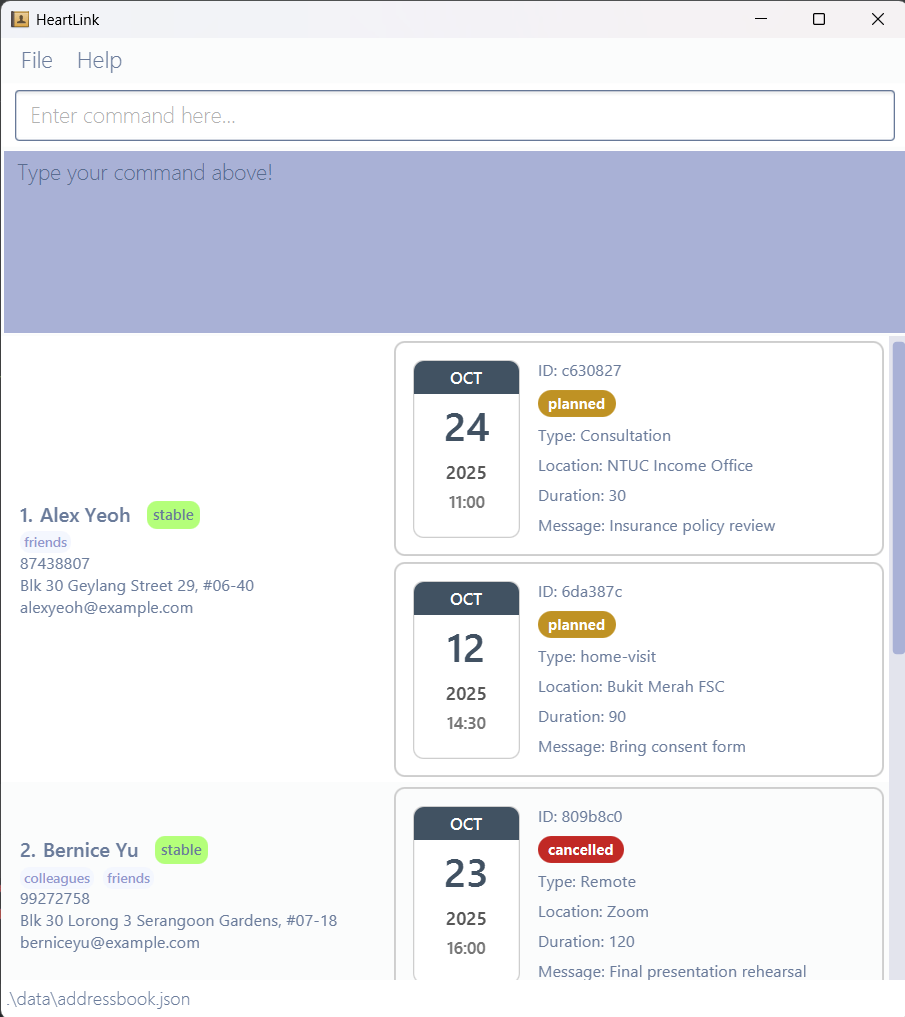 HeartLink
File Help
Enter command here...
Type your command above!
1. Alex Yeoh stable
friends
87438807
Blk 30 Geylang Street 29, #06-40
alexyeoh@example.com
OCT
24
2025
11:00
ID: c630827
planned
Type: Consultation
Location: NTUC Income Office
Duration: 30
Message: Insurance policy review
OCT
12
2025
14:30
ID: 6da387c
planned
Type: home-visit
Location: Bukit Merah FSC
Duration: 90
Message: Bring consent form
2. Bernice Yu stable
colleagues friends
99272758
Blk 30 Lorong 3 Serangoon Gardens, #07-18
berniceyu@example.com
OCT
23
2025
16:00
ID: 809b8c0
cancelled
Type: Remote
Location: Zoom
Duration: 120
Message: Final presentation rehearsal
.\data\addressbook.json